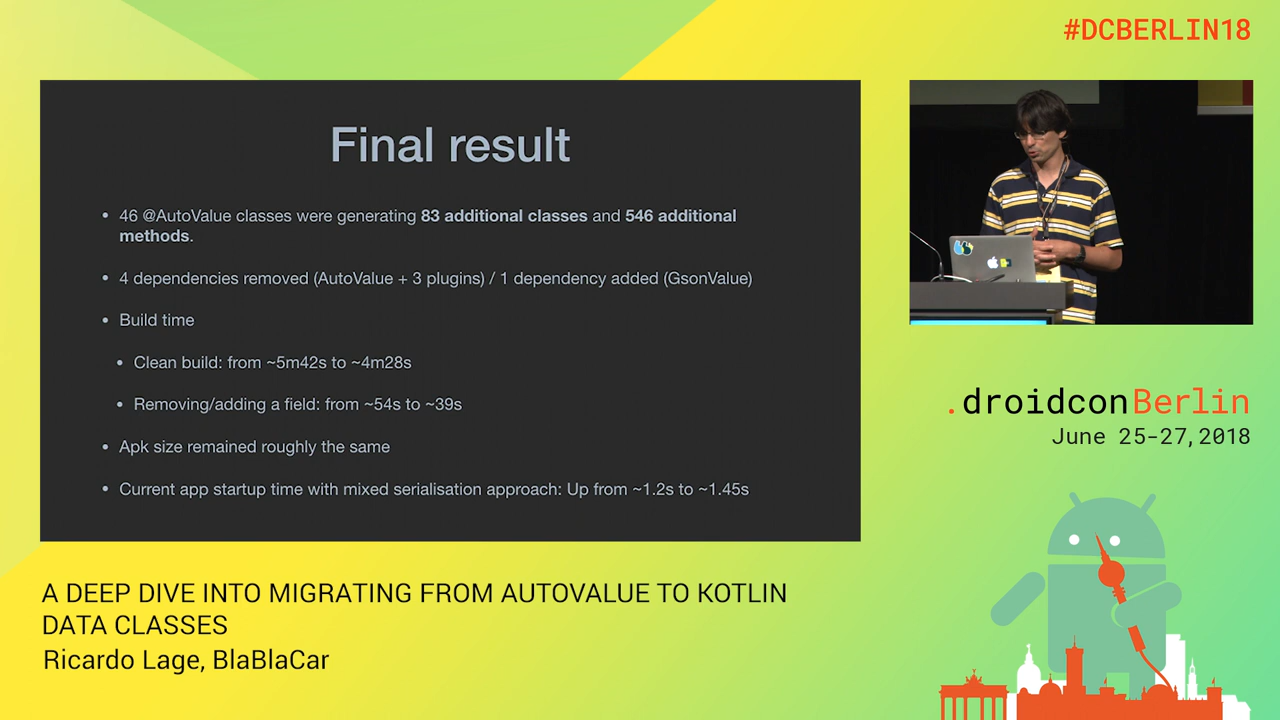 #DCBERLIN18
Final result
• 46 @AutoValue classes were generating 83 additional classes and 546 additional
methods.
• 4 dependencies removed (AutoValue + 3 plugins) / 1 dependency added (GsonValue)
• Build time
• Clean build: from ~5m42s to ~4m28s
• Removing/adding a field: from ~54s to ~39s
• Apk size remained roughly the same
• Current app startup time with mixed serialisation approach: Up from ~1.2s to ~1.45s
.droidconBerlin
June 25-27, 2018
A DEEP DIVE INTO MIGRATING FROM AUTOVALUE TO KOTLIN
DATA CLASSES
Ricardo Lage, BlaBlaCar